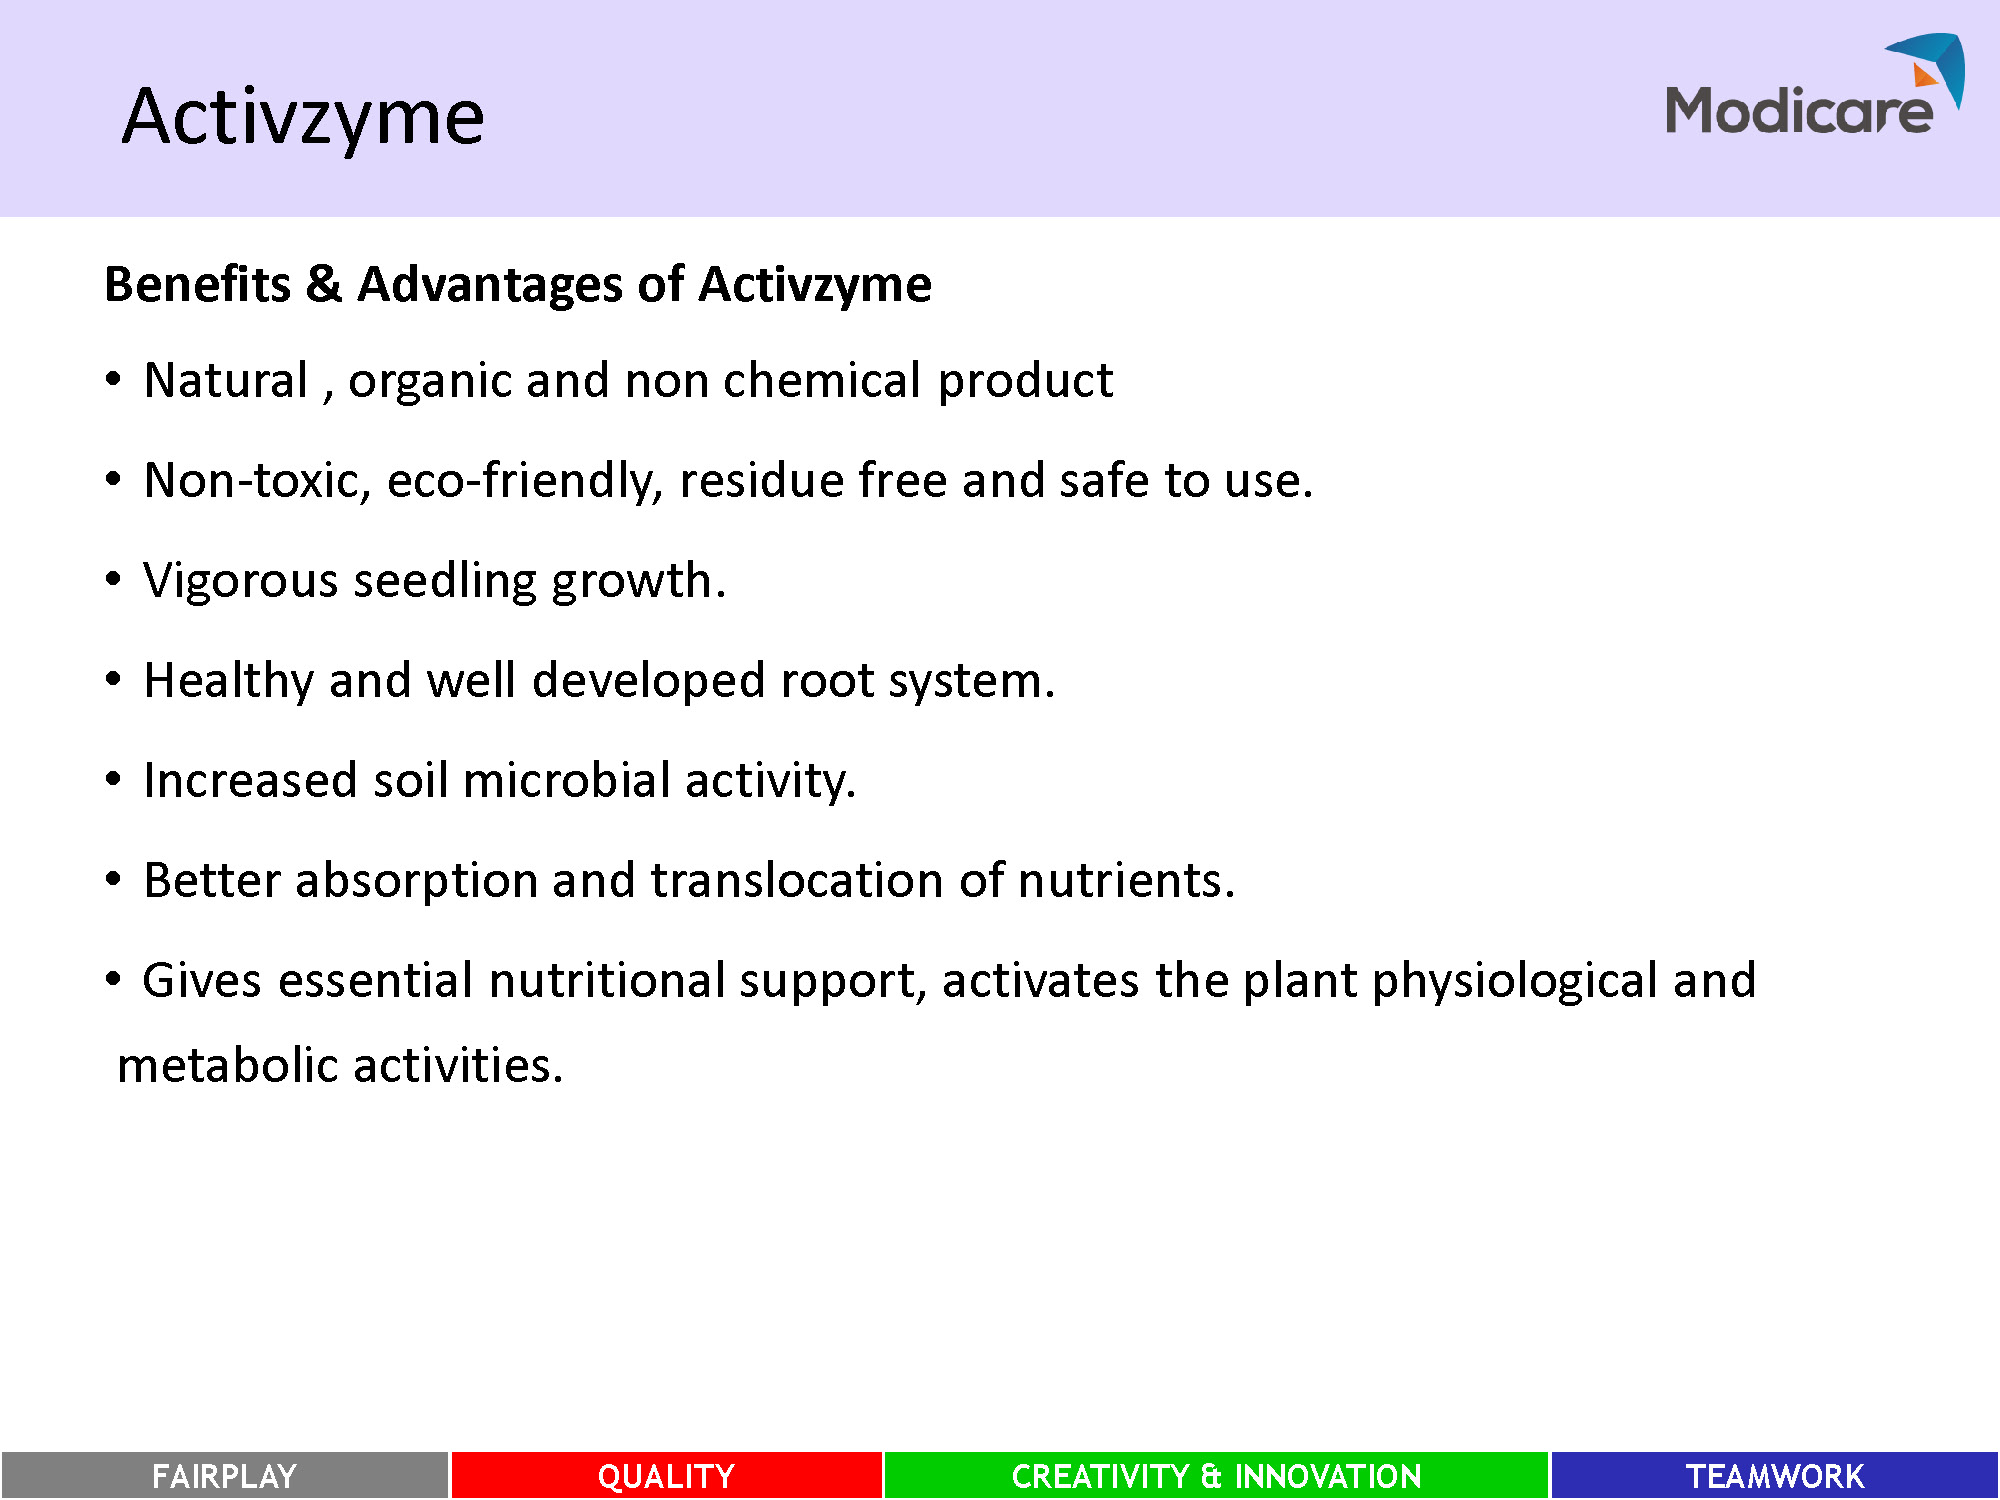 Activzyme
Modicare
Benefits & Advantages of Activzyme
• Natural , organic and non chemical product
• Non-toxic, eco-friendly, residue free and safe to use.
• Vigorous seedling growth.
• Healthy and well developed root system.
• Increased soil microbial activity.
• Better absorption and translocation of nutrients.
• Gives essential nutritional support, activates the plant physiological and
metabolic activities.
FAIRPLAY
QUALITY
CREATIVITY & INNOVATION
TEAMWORK